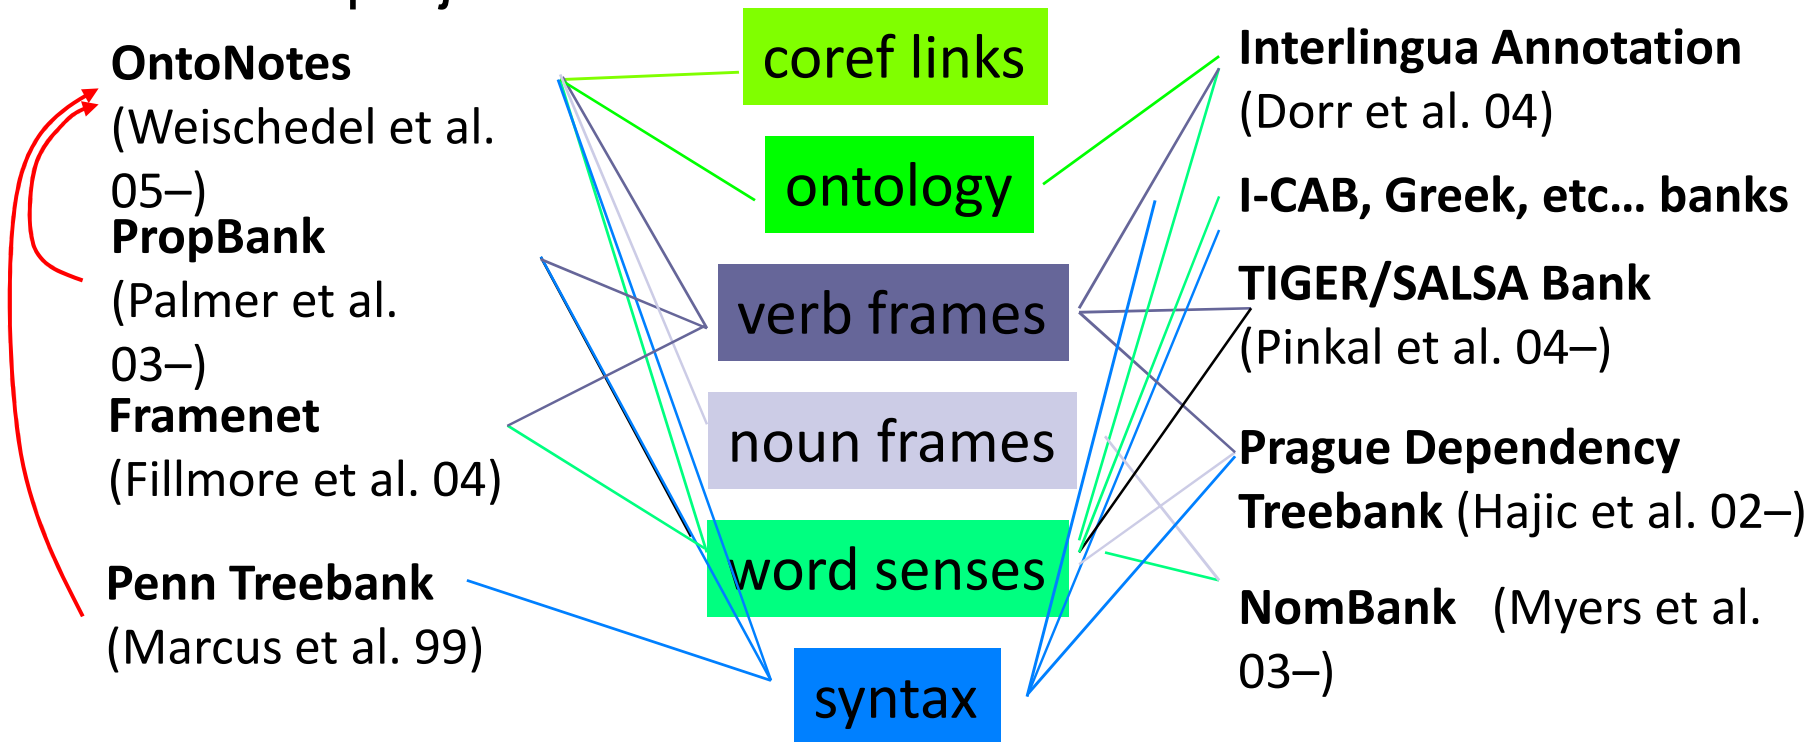 OntoNotes
(Weischedel et al.
05–)
PropBank
(Palmer et al.
03–)
Framenet
(Fillmore et al. 04)
Penn Treebank
(Marcus et al. 99)
coref links
ontology
verb frames
noun frames
word senses
syntax
Interlingua Annotation
(Dorr et al. 04)
I-CAB, Greek, etc... banks
TIGER/SALSA Bank
(Pinkal et al. 04–)
Prague Dependency
Treebank (Hajic et al. 02–)
NomBank (Myers et al.
03–)